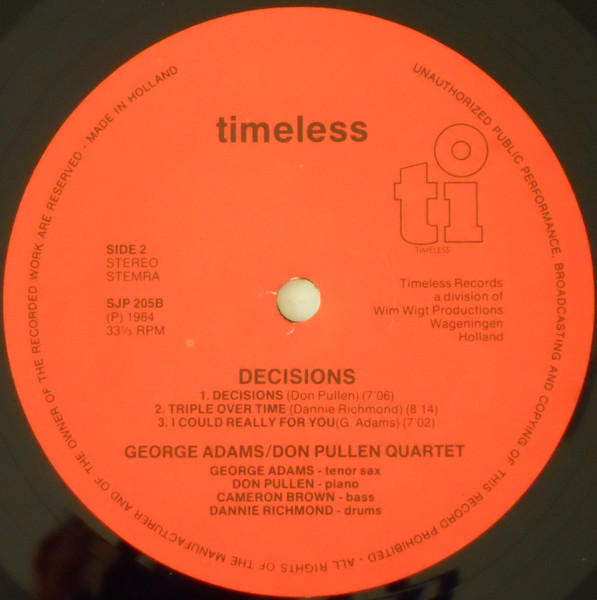 timeless
ti
TIMELESS
SIDE 2
STEREO
STEMRA
SJP 205B
(P) 1984
33⅓ RPM
Timeless Records
a division of
Wim Wigt Productions
Wageningen
Holland
DECISIONS
1. DECISIONS (Don Pullen) (7'06)
2. TRIPLE OVER TIME (Dannie Richmond) (8'14)
3. I COULD REALLY FOR YOU (G. Adams) (7'02)
GEORGE ADAMS/DON PULLEN QUARTET
GEORGE ADAMS - tenor sax
DON PULLEN - piano
CAMERON BROWN - bass
DANNIE RICHMOND - drums
UNAUTHORIZED PUBLIC PERFORMANCE, BROADCASTING AND COPYING OF THIS RECORD PROHIBITED - ALL RIGHTS OF THE MANUFACTURER AND OF THE OWNER OF THE RECORDED WORK ARE RESERVED - MADE IN HOLLAND